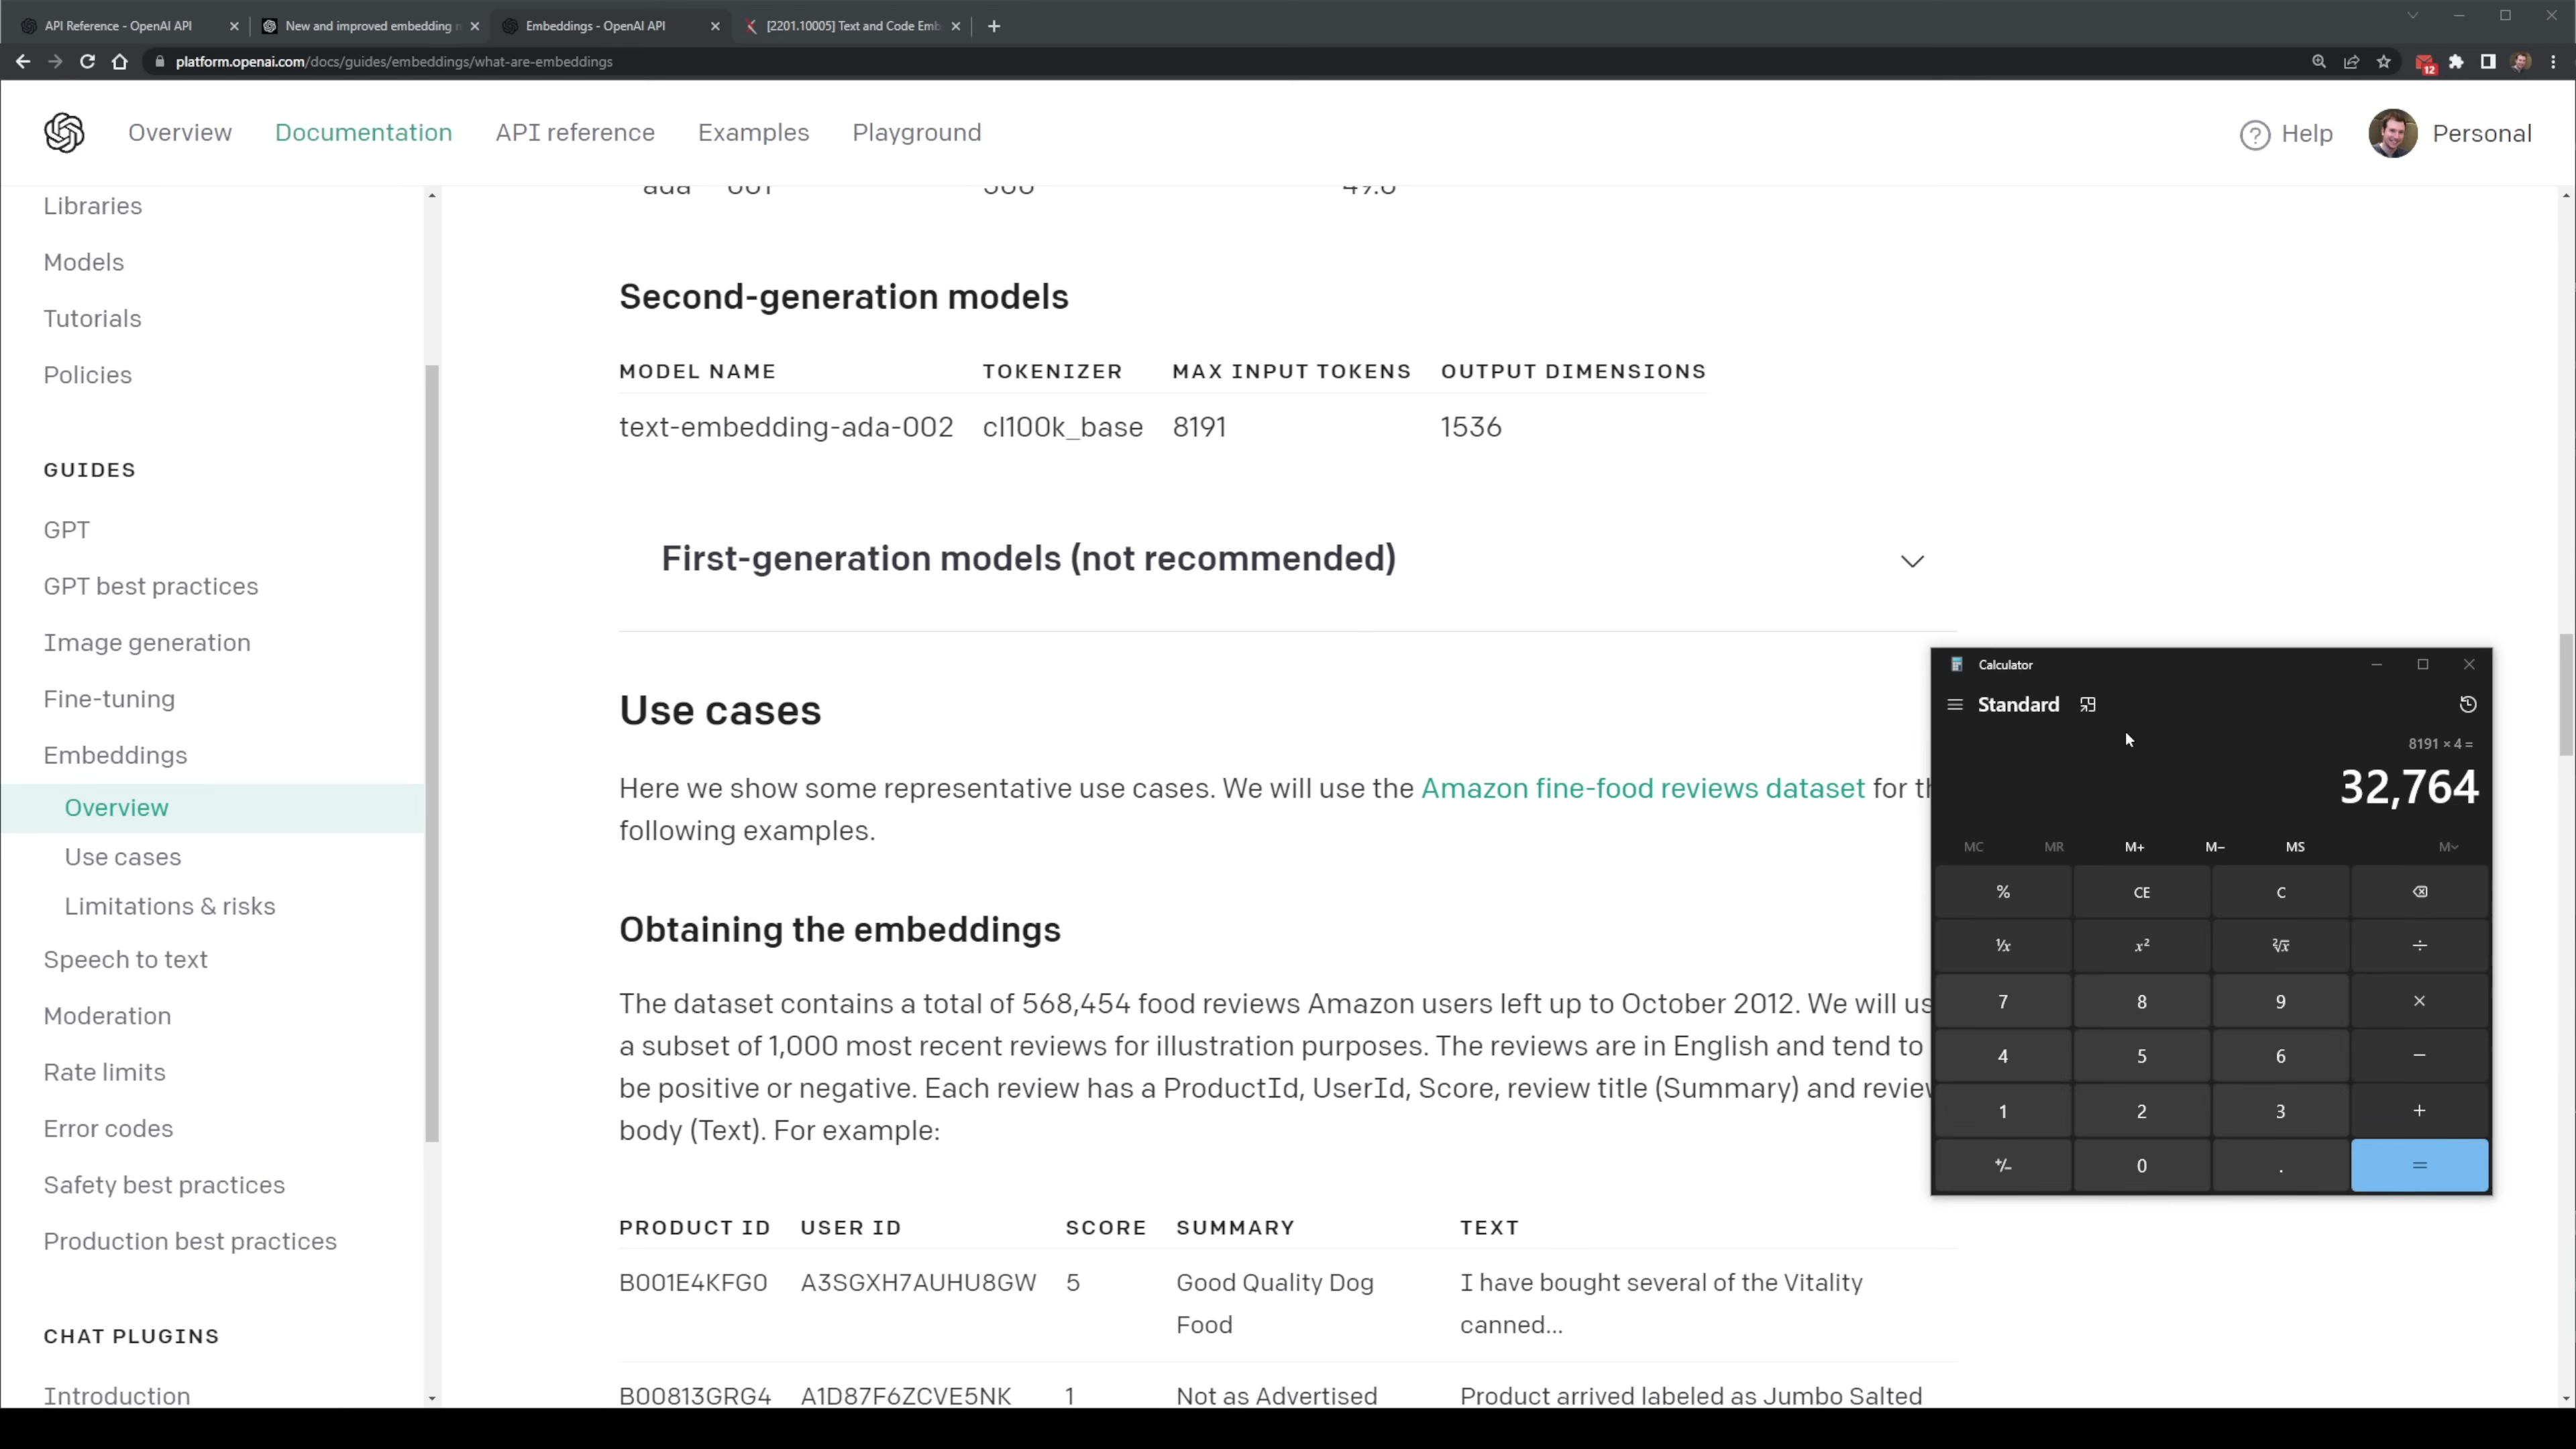 API Reference - OpenAI API
New and improved embedding
Embeddings - OpenAI API
[2201.10005] Text and Code Emb
platform.openai.com/docs/guides/embeddings/what-are-embeddings
12
Overview
Documentation
API reference
Examples
Playground
Help
Personal
Libraries
Models
Tutorials
Policies
GUIDES
GPT
GPT best practices
Image generation
Fine-tuning
Embeddings
Overview
Use cases
Limitations & risks
Speech to text
Moderation
Rate limits
Error codes
Safety best practices
Production best practices
CHAT PLUGINS
Introduction
Second-generation models
MODEL NAME TOKENIZER MAX INPUT TOKENS OUTPUT DIMENSIONS
text-embedding-ada-002 cl100k_base 8191 1536
First-generation models (not recommended)
Use cases
Here we show some representative use cases. We will use the Amazon fine-food reviews dataset for th
following examples.
Obtaining the embeddings
The dataset contains a total of 568,454 food reviews Amazon users left up to October 2012. We will us
a subset of 1,000 most recent reviews for illustration purposes. The reviews are in English and tend to
be positive or negative. Each review has a ProductId, UserId, Score, review title (Summary) and review
body (Text). For example:
PRODUCT ID USER ID SCORE SUMMARY TEXT
B001E4KFG0 A3SGXH7AUHU8GW 5 Good Quality Dog I have bought several of the Vitality
Food canned...
B00813GRG4 A1D87F6ZCVE5NK 1 Not as Advertised Product arrived labeled as Jumbo Salted
Calculator
Standard
8191 × 4 =
32,764
MC MR M+ M− MS M˅
% CE C
⅟x x² ²√x ÷
7 8 9 ×
4 5 6 −
1 2 3 +
+/− 0 . =